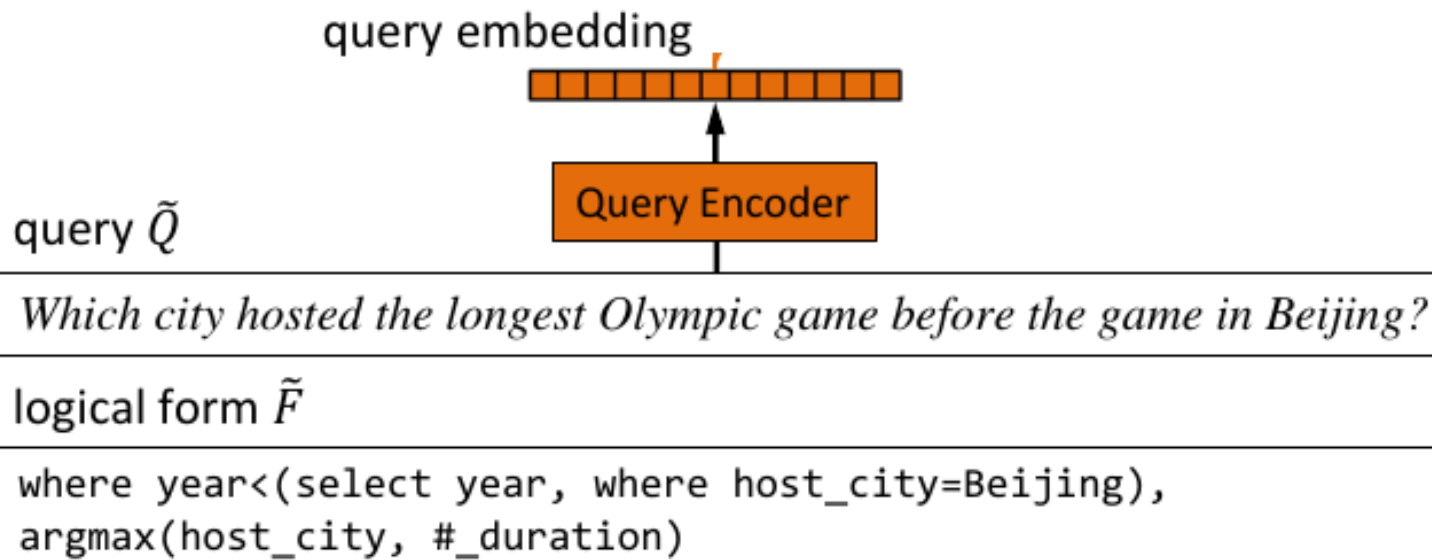 query embedding
Query Encoder
query Q̃
Which city hosted the longest Olympic game before the game in Beijing?
logical form F̃
where year<(select year, where host_city=Beijing),
argmax(host_city, #_duration)